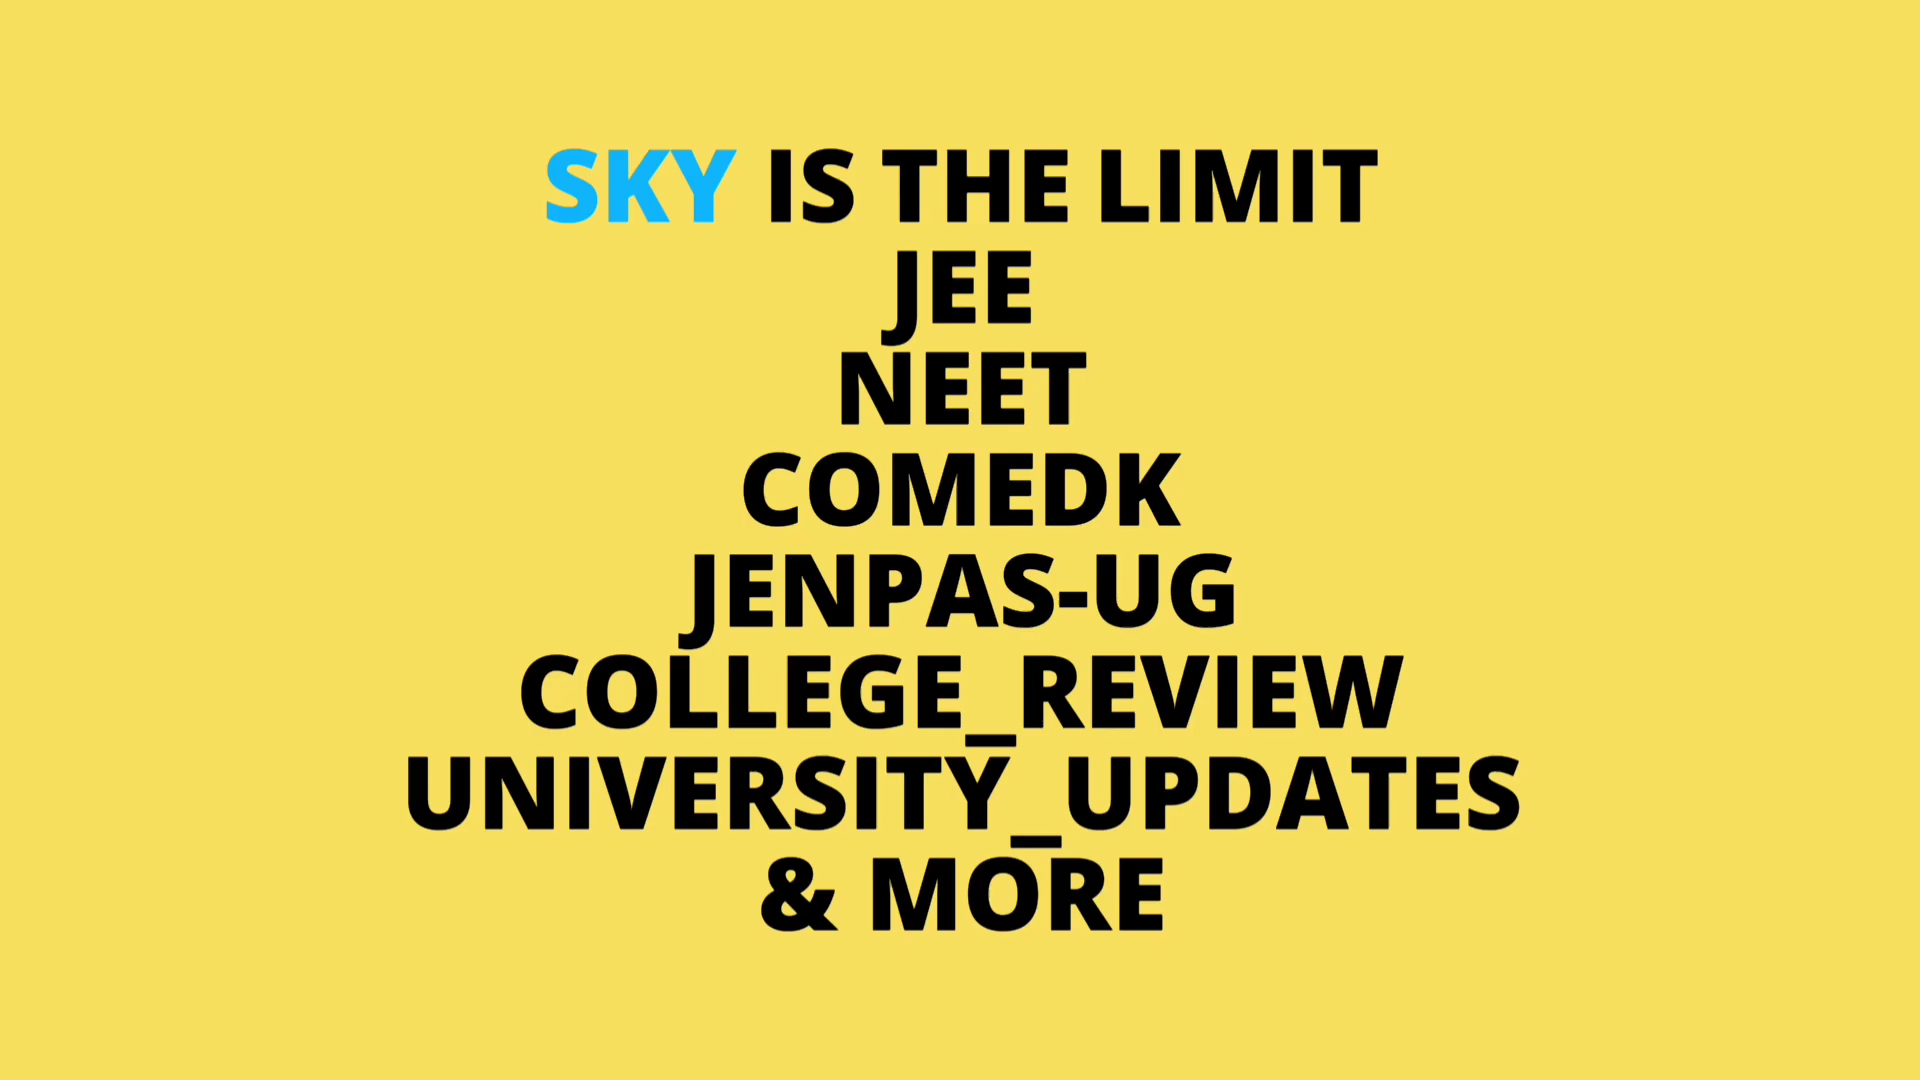 SKY IS THE LIMIT
JEE
NEET
COMEDK
JENPAS-UG
COLLEGE_REVIEW
UNIVERSITY_UPDATES
& MORE